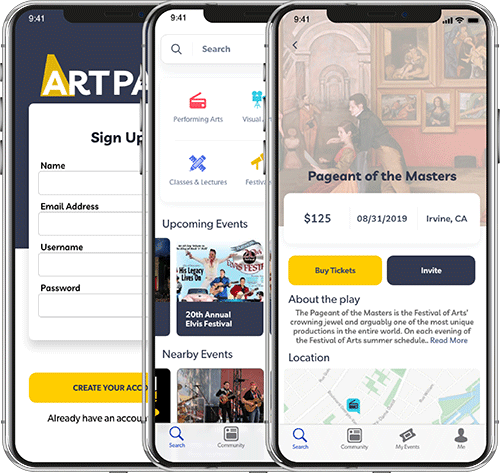 9:41
ARTPA
Sign Up
Name
Email Address
Username
Password
CREATE YOUR ACCO
Already have an accoun
9:41
Search
Performing Arts
Visual Ar
Classes & Lectures
Festiva
Upcoming Events
His Legacy
Lives On
ELVIS FESTIV
20th Annual
Elvis Festival
Nearby Events
Search
Community
9:41
Pageant of the Masters
$125
08/31/2019
Irvine, CA
Buy Tickets
Invite
About the play
The Pageant of the Masters is the Festival of Arts'
crowning jewel and arguably one of the most unique
productions in the entire world. On each evening of
the Festival of Arts summer schedule.. Read More
Location
Search
Community
My Events
Me